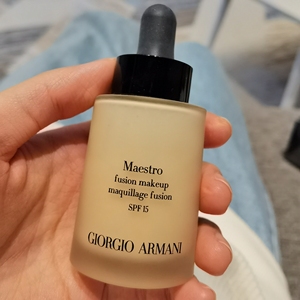 Maestro
fusion makeup
maquillage fusion
SPF 15
GIORGIO ARMANI